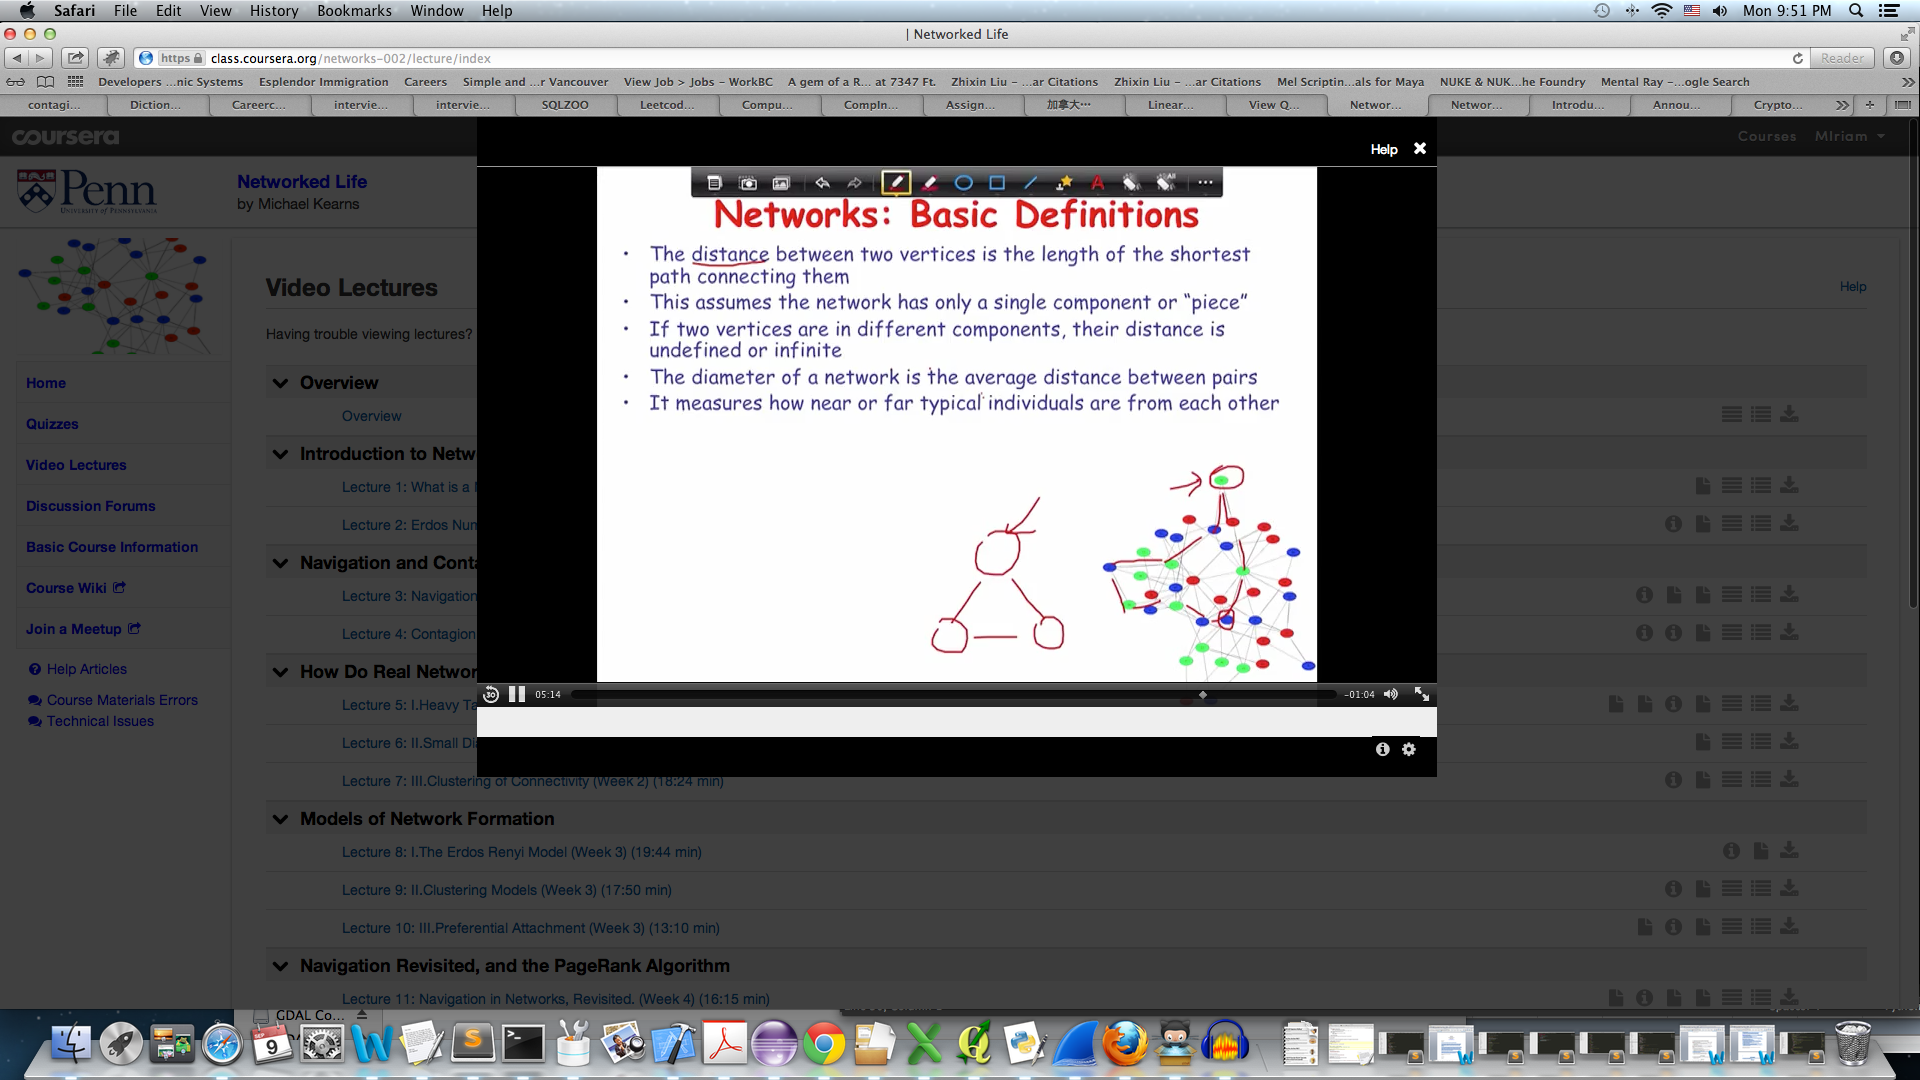 Safari File Edit View History Bookmarks Window Help Mon 9:51 PM
| Networked Life
https class.coursera.org/networks-002/lecture/index Reader
Developers ...nic Systems Esplendor Immigration Careers Simple and ...r Vancouver View Job > Jobs - WorkBC A gem of a R... at 7347 Ft. Zhixin Liu - ...ar Citations Zhixin Liu - ...ar Citations Mel Scriptin...als for Maya NUKE & NUK...he Foundry Mental Ray -...ogle Search
contagi... Diction... Careerc... intervie... intervie... SQLZOO Leetcod... Compu... CompIn... Assign... 加拿大… Linear... View Q... Networ... Networ... Introdu... Annou... Crypto...
coursera Courses MIriam
Help
Penn
UNIVERSITY OF PENNSYLVANIA
Networked Life
by Michael Kearns
Networks: Basic Definitions
• The distance between two vertices is the length of the shortest
path connecting them
• This assumes the network has only a single component or “piece”
• If two vertices are in different components, their distance is
undefined or infinite
• The diameter of a network is the average distance between pairs
• It measures how near or far typical individuals are from each other
30 05:14 -01:04
Home
Quizzes
Video Lectures
Discussion Forums
Basic Course Information
Course Wiki
Join a Meetup
Help Articles
Course Materials Errors
Technical Issues
Video Lectures
Help
Having trouble viewing lectures?
Overview
Overview
Introduction to Netw
Lecture 1: What is a
Lecture 2: Erdos Num
Navigation and Conta
Lecture 3: Navigation
Lecture 4: Contagion
How Do Real Networ
Lecture 5: I.Heavy Ta
Lecture 6: II.Small Di
Lecture 7: III.Clustering of Connectivity (Week 2) (18:24 min)
Models of Network Formation
Lecture 8: I.The Erdos Renyi Model (Week 3) (19:44 min)
Lecture 9: II.Clustering Models (Week 3) (17:50 min)
Lecture 10: III.Preferential Attachment (Week 3) (13:10 min)
Navigation Revisited, and the PageRank Algorithm
Lecture 11: Navigation in Networks, Revisited. (Week 4) (16:15 min)
GDAL Co...
9